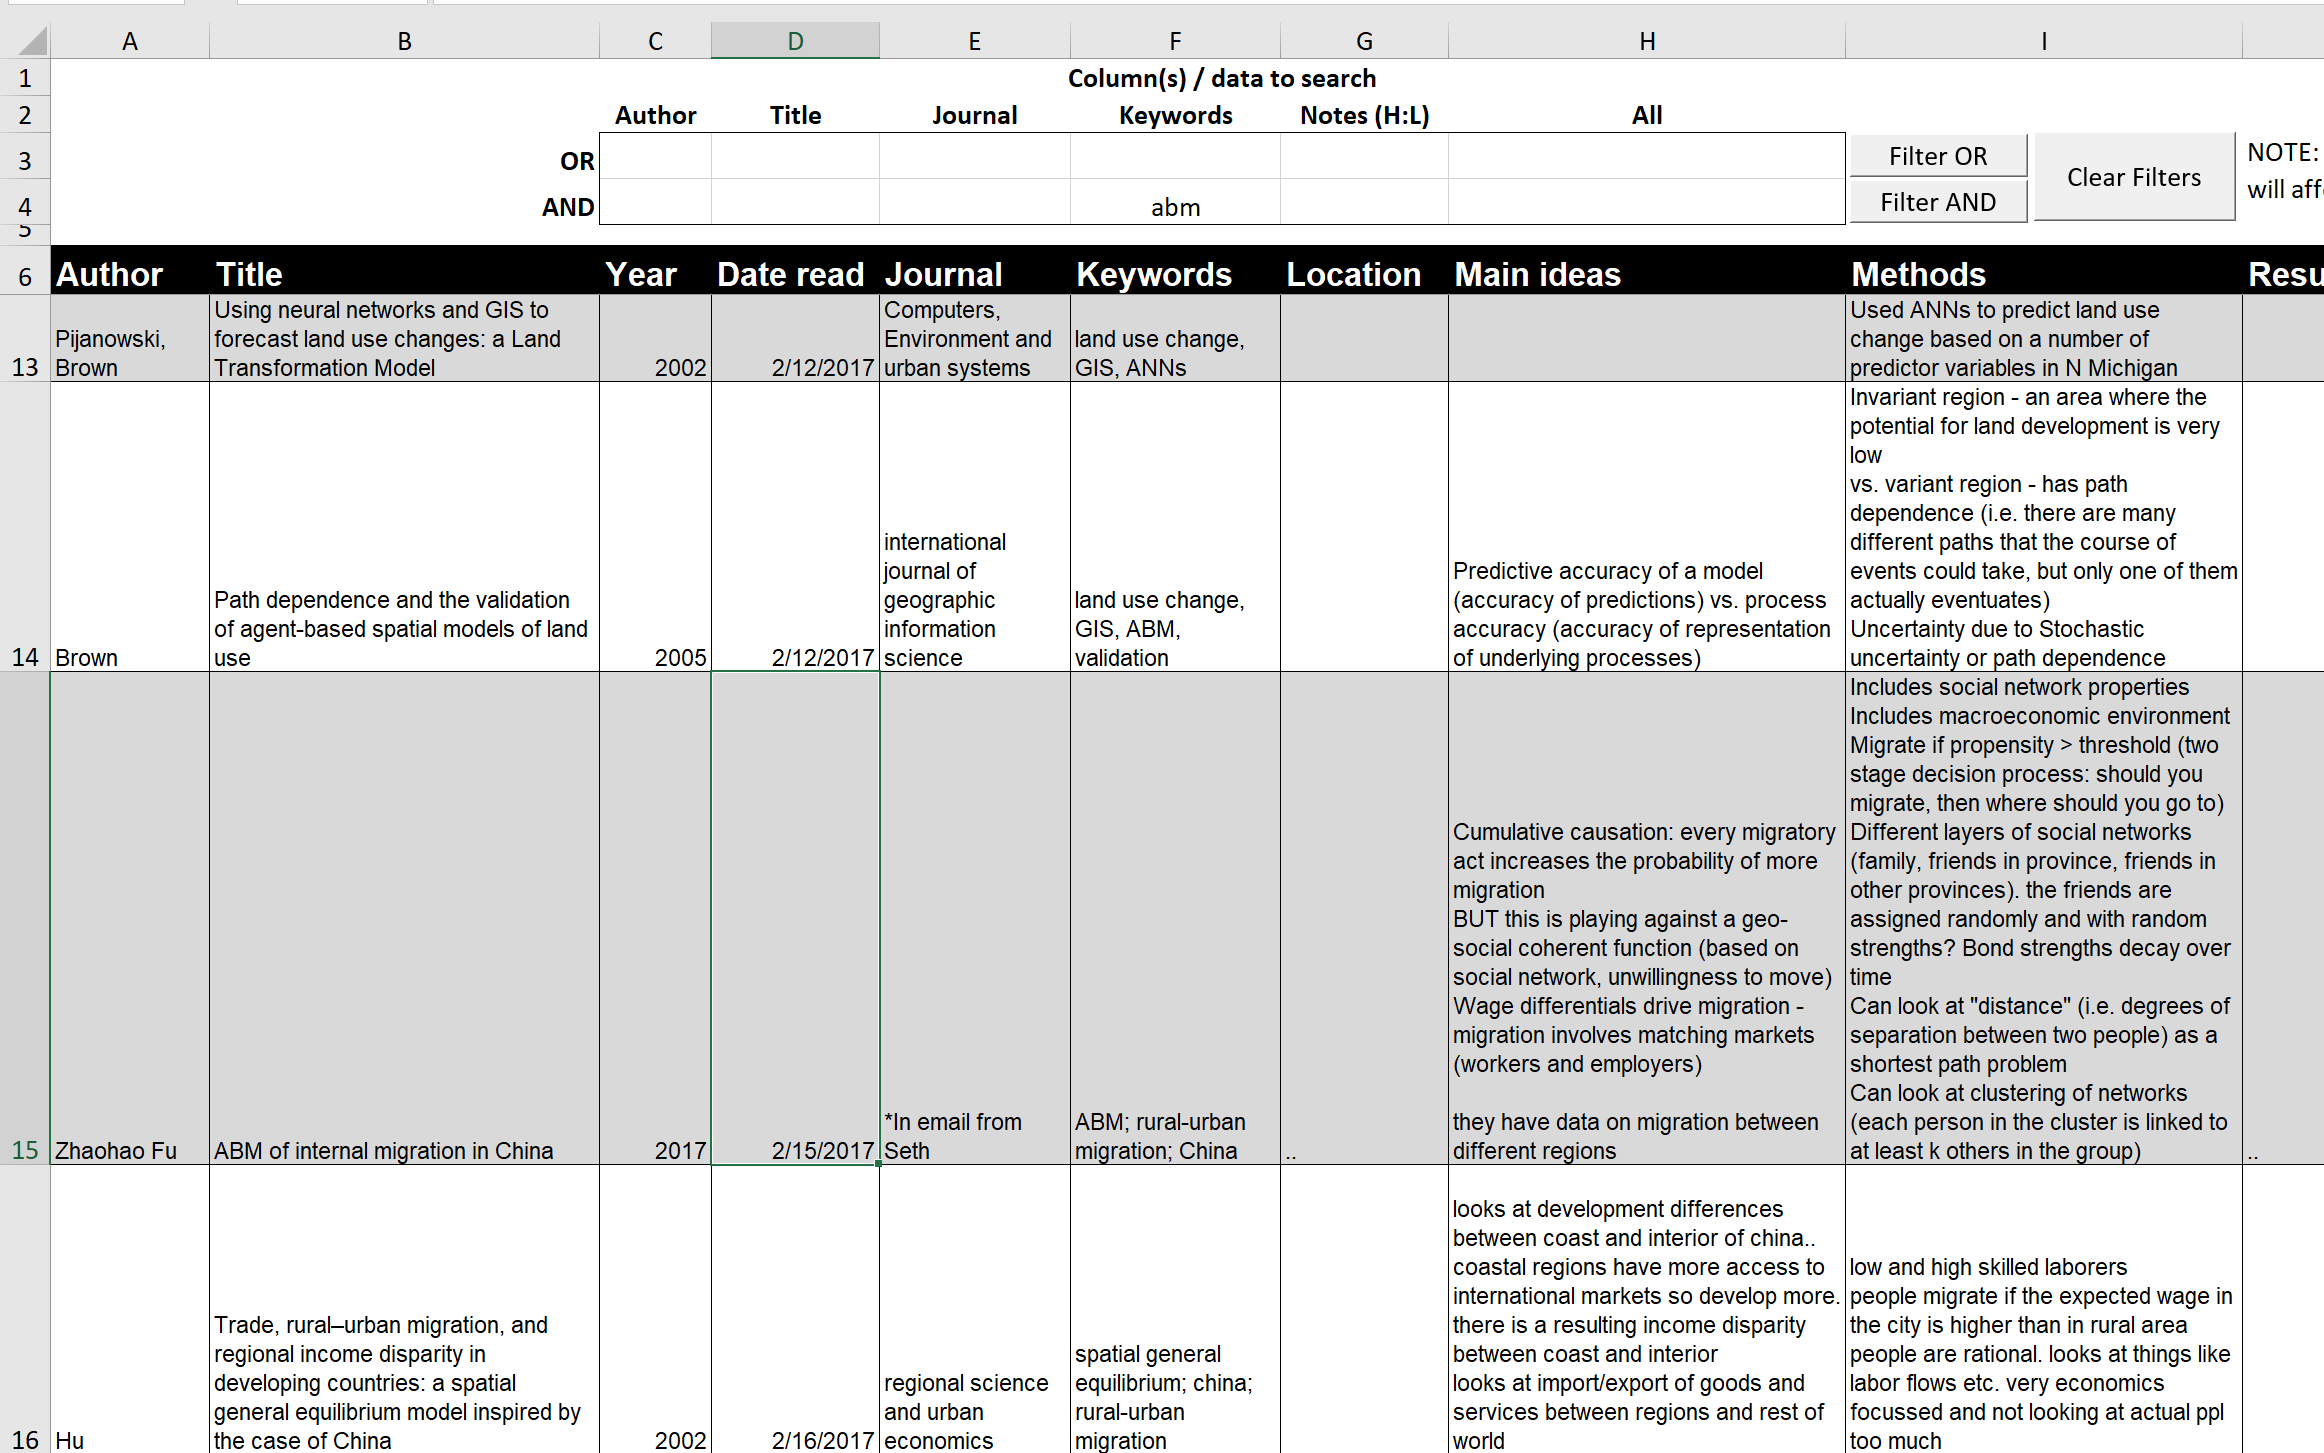 A B C D E F G H I
1 Column(s) / data to search
2 Author Title Journal Keywords Notes (H:L) All
3 OR Filter OR Clear Filters NOTE:
4 AND abm Filter AND will aff
5
6 Author Title Year Date read Journal Keywords Location Main ideas Methods Resu
Pijanowski,
Brown
Using neural networks and GIS to
forecast land use changes: a Land
Transformation Model
2002
2/12/2017
Computers,
Environment and
urban systems
land use change,
GIS, ANNs
Used ANNs to predict land use
change based on a number of
predictor variables in N Michigan
13
Brown
Path dependence and the validation
of agent-based spatial models of land
use
2005
2/12/2017
international
journal of
geographic
information
science
land use change,
GIS, ABM,
validation
Predictive accuracy of a model
(accuracy of predictions) vs. process
accuracy (accuracy of representation
of underlying processes)
Invariant region - an area where the
potential for land development is very
low
vs. variant region - has path
dependence (i.e. there are many
different paths that the course of
events could take, but only one of them
actually eventuates)
Uncertainty due to Stochastic
uncertainty or path dependence
14
Zhaohao Fu
ABM of internal migration in China
2017
2/15/2017
*In email from
Seth
ABM; rural-urban
migration; China
..
Cumulative causation: every migratory
act increases the probability of more
migration
BUT this is playing against a geo-
social coherent function (based on
social network, unwillingness to move)
Wage differentials drive migration -
migration involves matching markets
(workers and employers)
they have data on migration between
different regions
Includes social network properties
Includes macroeconomic environment
Migrate if propensity > threshold (two
stage decision process: should you
migrate, then where should you go to)
Different layers of social networks
(family, friends in province, friends in
other provinces). the friends are
assigned randomly and with random
strengths? Bond strengths decay over
time
Can look at "distance" (i.e. degrees of
separation between two people) as a
shortest path problem
Can look at clustering of networks
(each person in the cluster is linked to
at least k others in the group)
..
15
Hu
Trade, rural–urban migration, and
regional income disparity in
developing countries: a spatial
general equilibrium model inspired by
the case of China
2002
2/16/2017
regional science
and urban
economics
spatial general
equilibrium; china;
rural-urban
migration
looks at development differences
between coast and interior of china..
coastal regions have more access to
international markets so develop more.
there is a resulting income disparity
between coast and interior
looks at import/export of goods and
services between regions and rest of
world
low and high skilled laborers
people migrate if the expected wage in
the city is higher than in rural area
people are rational. looks at things like
labor flows etc. very economics
focussed and not looking at actual ppl
too much
16